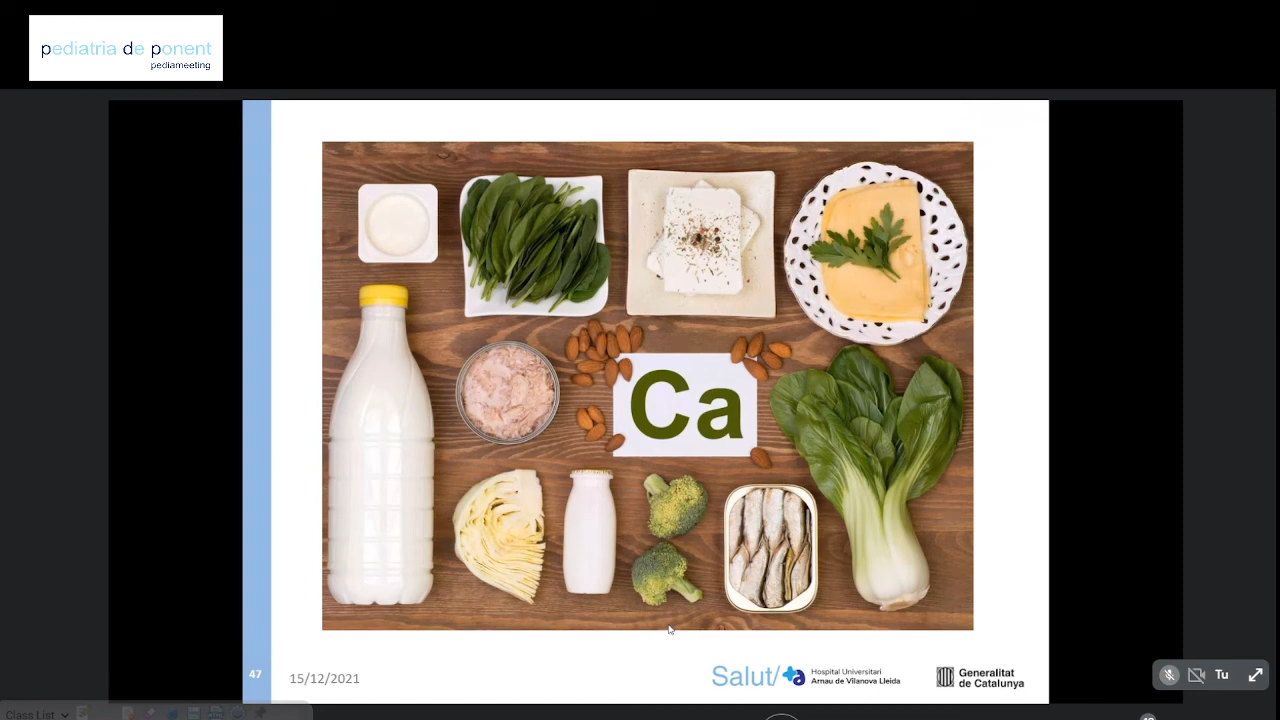 pediatria de ponent
pediameeting
Ca
47
15/12/2021
Salut/
Hospital Universitari
Arnau de Vilanova Lleida
Generalitat
de Catalunya
Tu
Class List